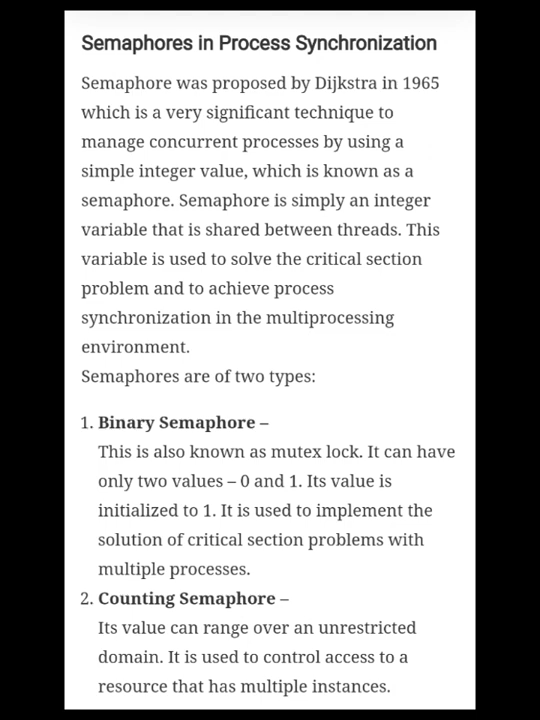 Semaphores in Process Synchronization
Semaphore was proposed by Dijkstra in 1965
which is a very significant technique to
manage concurrent processes by using a
simple integer value, which is known as a
semaphore. Semaphore is simply an integer
variable that is shared between threads. This
variable is used to solve the critical section
problem and to achieve process
synchronization in the multiprocessing
environment.
Semaphores are of two types:
1. Binary Semaphore –
This is also known as mutex lock. It can have
only two values – 0 and 1. Its value is
initialized to 1. It is used to implement the
solution of critical section problems with
multiple processes.
2. Counting Semaphore –
Its value can range over an unrestricted
domain. It is used to control access to a
resource that has multiple instances.